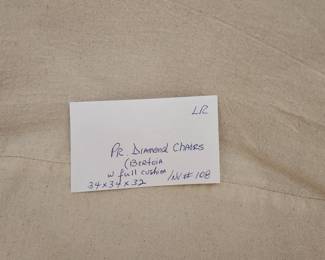 LR
PR. DIAMOND CHAIRS
(BERTOIA
w full cushion INV# 108
34x34x32